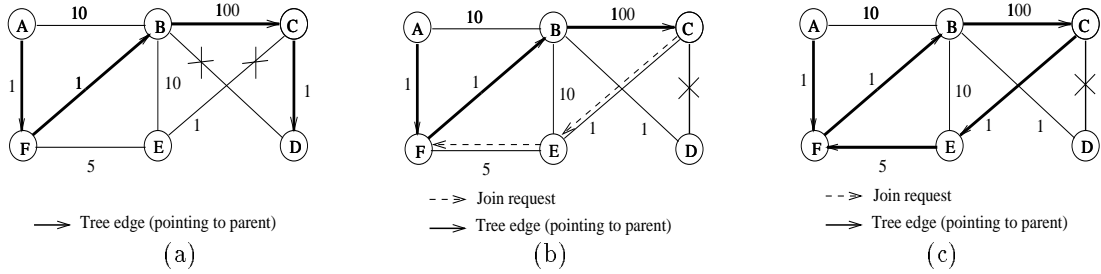 A 10 B 100 C
1 1 10 1 1
F 5 E D
Tree edge (pointing to parent)
(a)
A 10 B 100 C
1 1 10 1 1
F 5 E D
Join request
Tree edge (pointing to parent)
(b)
A 10 B 100 C
1 1 10 1 1
F 5 E D
Join request
Tree edge (pointing to parent)
(c)